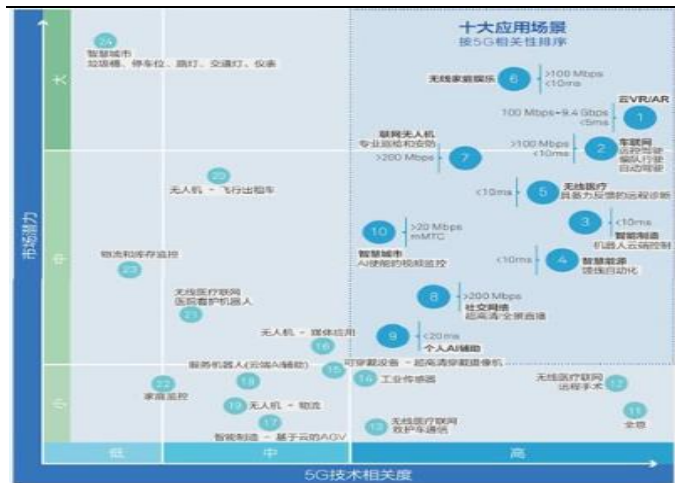 十大应用场景
按5G相关性排序
24
智慧城市
垃圾桶、停车位、路灯、交通灯、仪表
无线家庭娱乐
6
>100 Mbps
<10ms
云VR/AR
100 Mbps~9.4 Gbps
<5ms
1
联网无人机
专业巡检和安防
>200 Mbps
7
>100 Mbps
<10ms
2
车联网
远控驾驶
编队行驶
自动驾驶
20
无人机 - 飞行出租车
<10ms
5
无线医疗
具备力反馈的远程诊断
3
<10ms
智能制造
机器人云端控制
10
>20 Mbps
mMTC
智慧城市
AI使能的视频监控
<10ms
4
智慧能源
馈线自动化
物流和库存监控
23
无线医疗联网
医院看护机器人
21
8
>200 Mbps
社交网络
超高清/全景直播
无人机 - 媒体应用
16
9
<20ms
个人AI辅助
服务机器人(云端AI辅助)
15
可穿戴设备 - 超高清穿戴摄像机
22
家庭监控
18
14
工业传感器
无线医疗联网
远程手术
12
19
无人机 - 物流
11
全息
17
智能制造 - 基于云的AGV
13
无线医疗联网
救护车通信
市场潜力
大
中
小
低
中
高
5G技术相关度